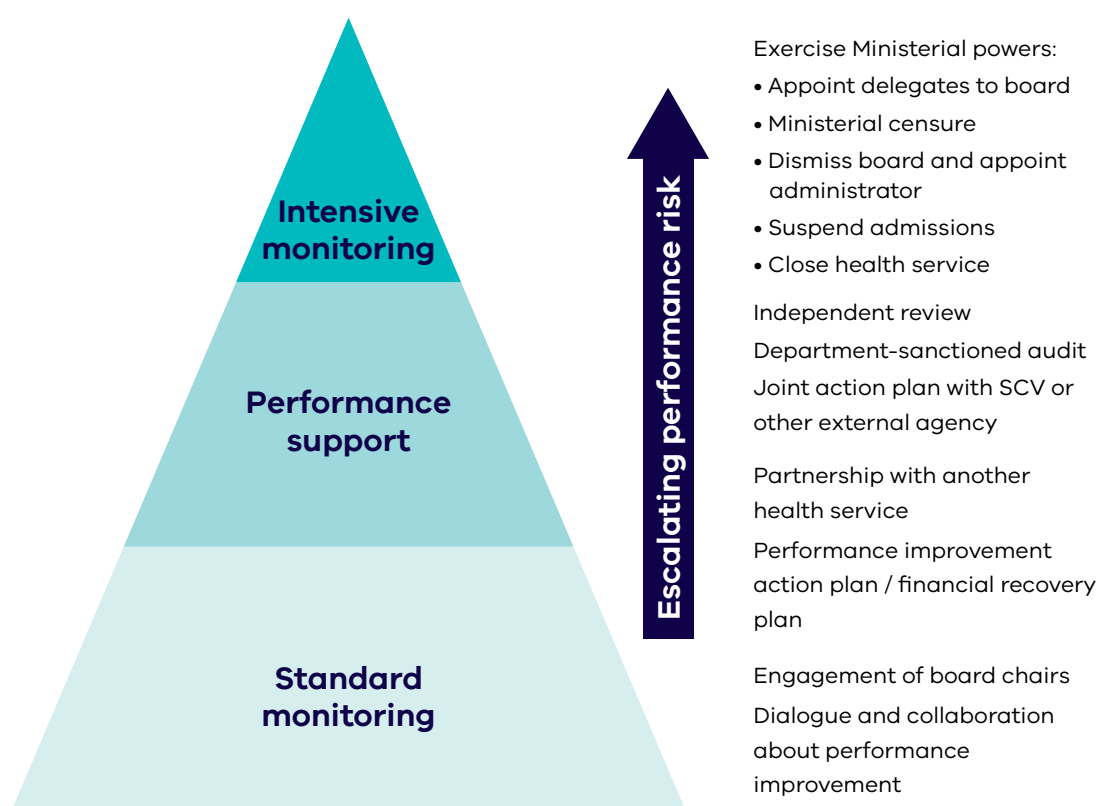 Intensive
monitoring
Performance
support
Standard
monitoring
Escalating performance risk
Exercise Ministerial powers:
• Appoint delegates to board
• Ministerial censure
• Dismiss board and appoint
administrator
• Suspend admissions
• Close health service
Independent review
Department-sanctioned audit
Joint action plan with SCV or
other external agency
Partnership with another
health service
Performance improvement
action plan / financial recovery
plan
Engagement of board chairs
Dialogue and collaboration
about performance
improvement